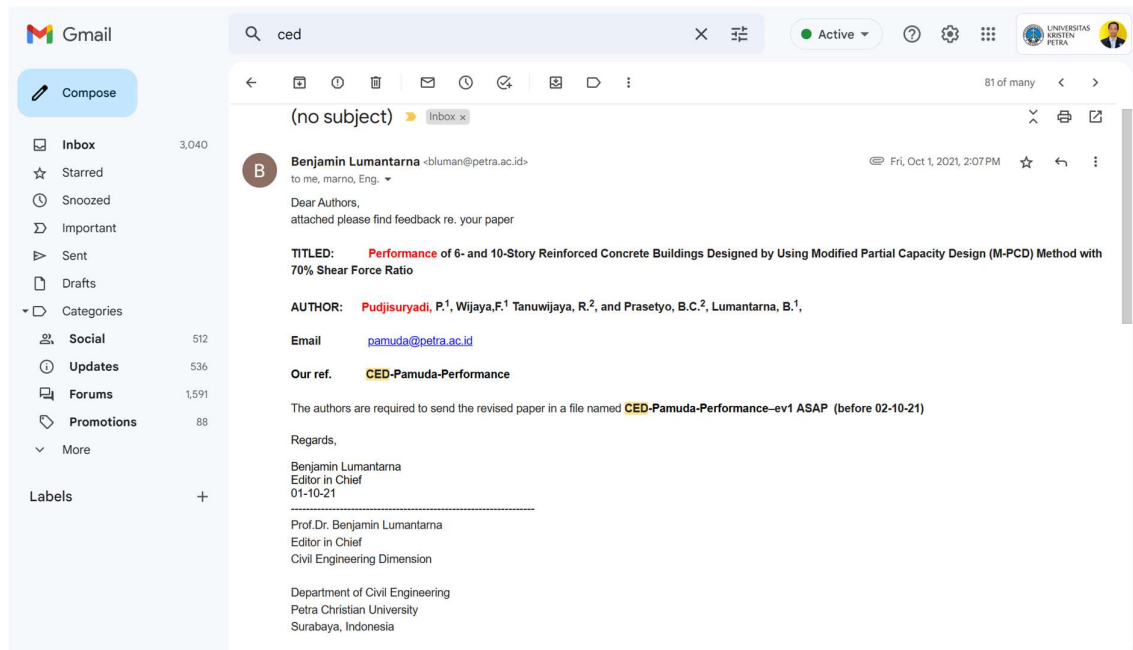 Gmail
ced
Active
UNIVERSITAS
KRISTEN
PETRA
Compose
81 of many
(no subject) Inbox x
Inbox 3,040
Starred
Snoozed
Important
Sent
Drafts
Categories
Social 512
Updates 536
Forums 1,591
Promotions 88
More
Labels +
B
Benjamin Lumantarna <bluman@petra.ac.id> Fri, Oct 1, 2021, 2:07 PM
to me, marno, Eng.
Dear Authors,
attached please find feedback re. your paper
TITLED: Performance of 6- and 10-Story Reinforced Concrete Buildings Designed by Using Modified Partial Capacity Design (M-PCD) Method with
70% Shear Force Ratio
AUTHOR: Pudjisuryadi, P.1, Wijaya,F.1 Tanuwijaya, R.2, and Prasetyo, B.C.2, Lumantarna, B.1,
Email pamuda@petra.ac.id
Our ref. CED-Pamuda-Performance
The authors are required to send the revised paper in a file named CED-Pamuda-Performance–ev1 ASAP (before 02-10-21)
Regards,
Benjamin Lumantarna
Editor in Chief
01-10-21
----------------------------------------------------------------
Prof.Dr. Benjamin Lumantarna
Editor in Chief
Civil Engineering Dimension
Department of Civil Engineering
Petra Christian University
Surabaya, Indonesia